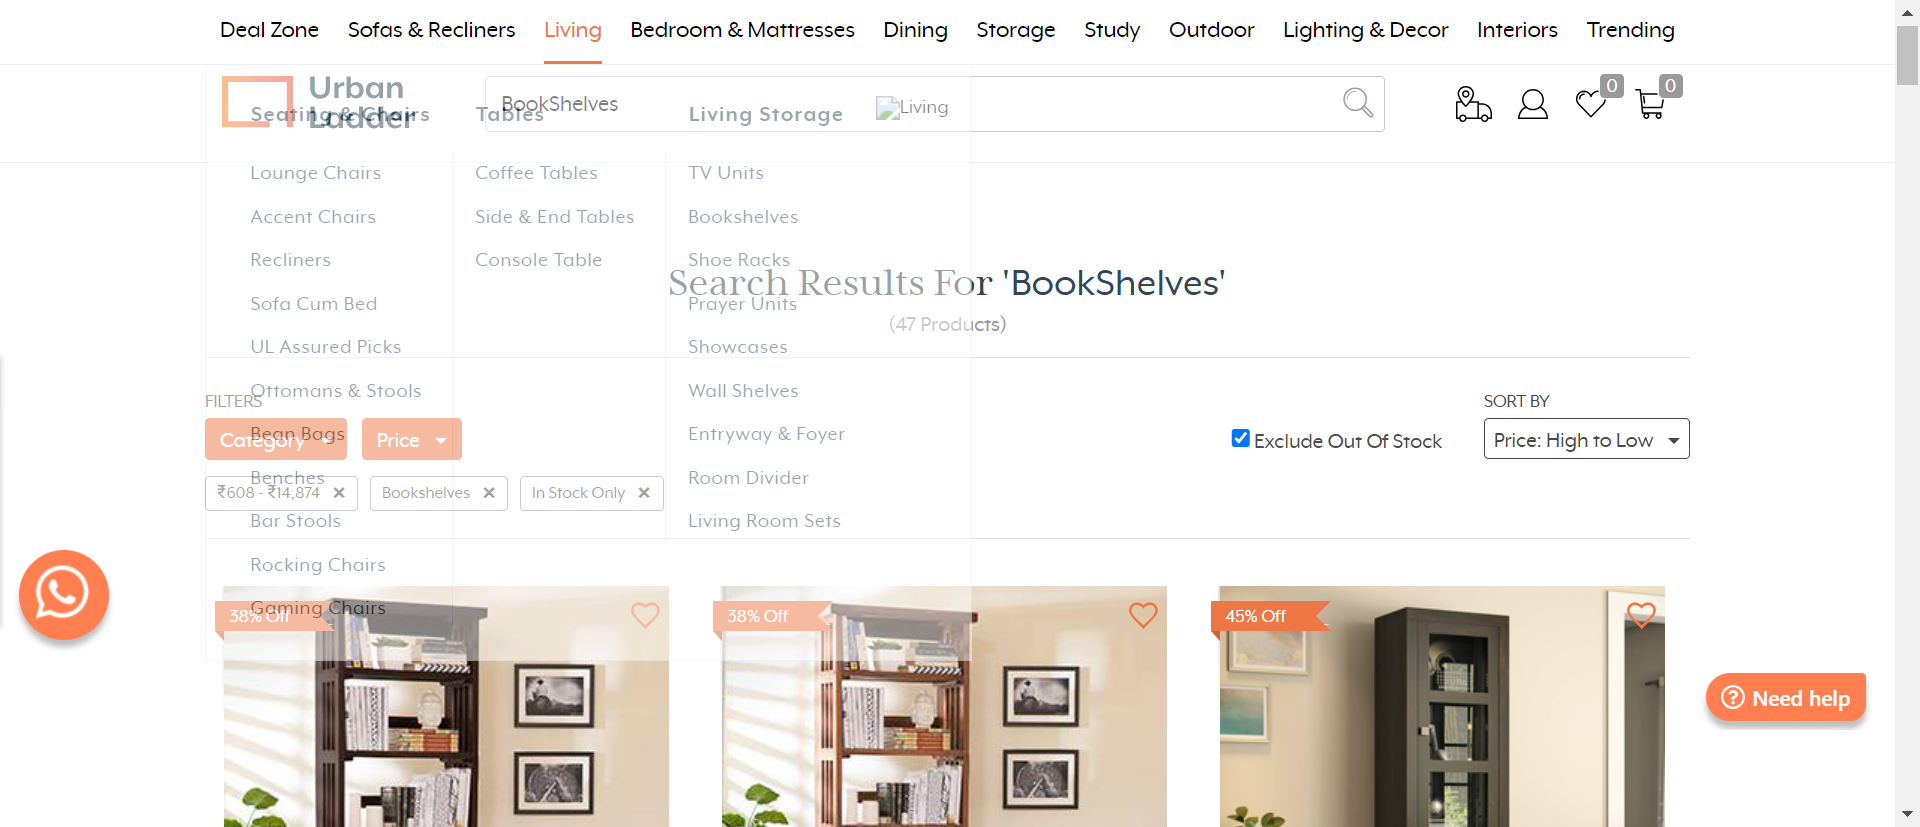 Deal Zone Sofas & Recliners Living Bedroom & Mattresses Dining Storage Study Outdoor Lighting & Decor Interiors Trending
Urban
Ladder
BookShelves
0
0
Seating & Chairs
Lounge Chairs
Accent Chairs
Recliners
Sofa Cum Bed
UL Assured Picks
Ottomans & Stools
Bean Bags
Benches
Bar Stools
Rocking Chairs
Gaming Chairs
Tables
Coffee Tables
Side & End Tables
Console Table
Living Storage
TV Units
Bookshelves
Shoe Racks
Prayer Units
Showcases
Wall Shelves
Entryway & Foyer
Room Divider
Living Room Sets
Living
Search Results For 'BookShelves'
(47 Products)
FILTERS
Category Price
SORT BY
Exclude Out Of Stock
Price: High to Low
₹608 - ₹14,874 ✕ Bookshelves ✕ In Stock Only ✕
38% Off
38% Off
45% Off
Need help